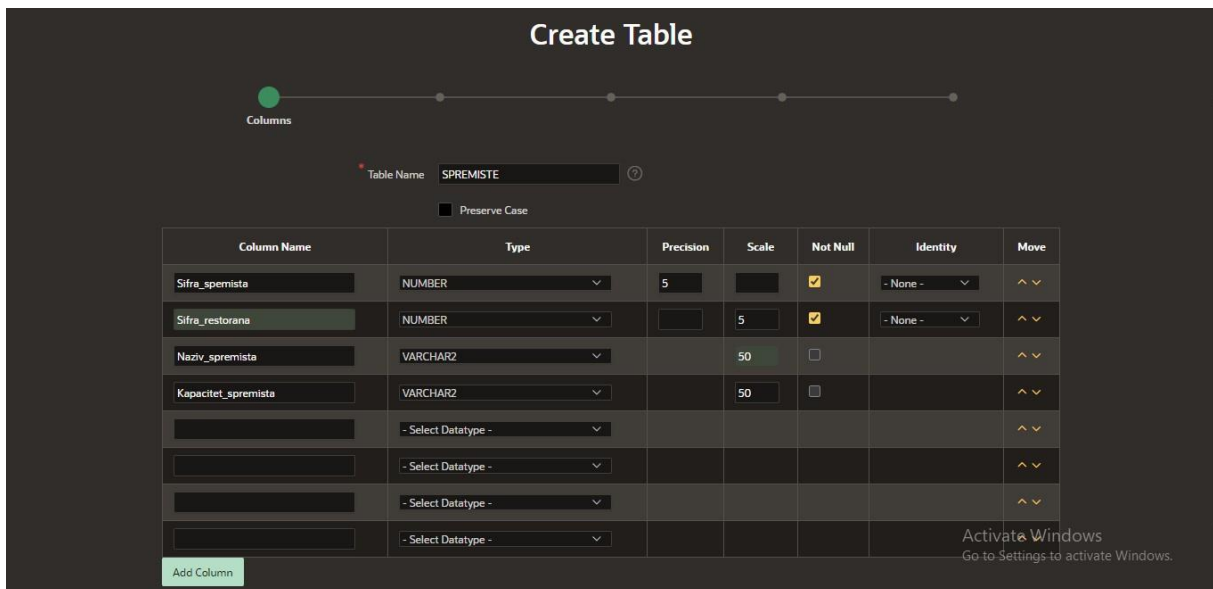 Create Table
Columns
* Table Name SPREMISTE ?
Preserve Case
Column Name Type Precision Scale Not Null Identity Move
Sifra_spemista NUMBER 5 - None -
Sifra_restorana NUMBER 5 - None -
Naziv_spremista VARCHAR2 50
Kapacitet_spremista VARCHAR2 50
- Select Datatype -
- Select Datatype -
- Select Datatype -
- Select Datatype -
Add Column
Activate Windows
Go to Settings to activate Windows.